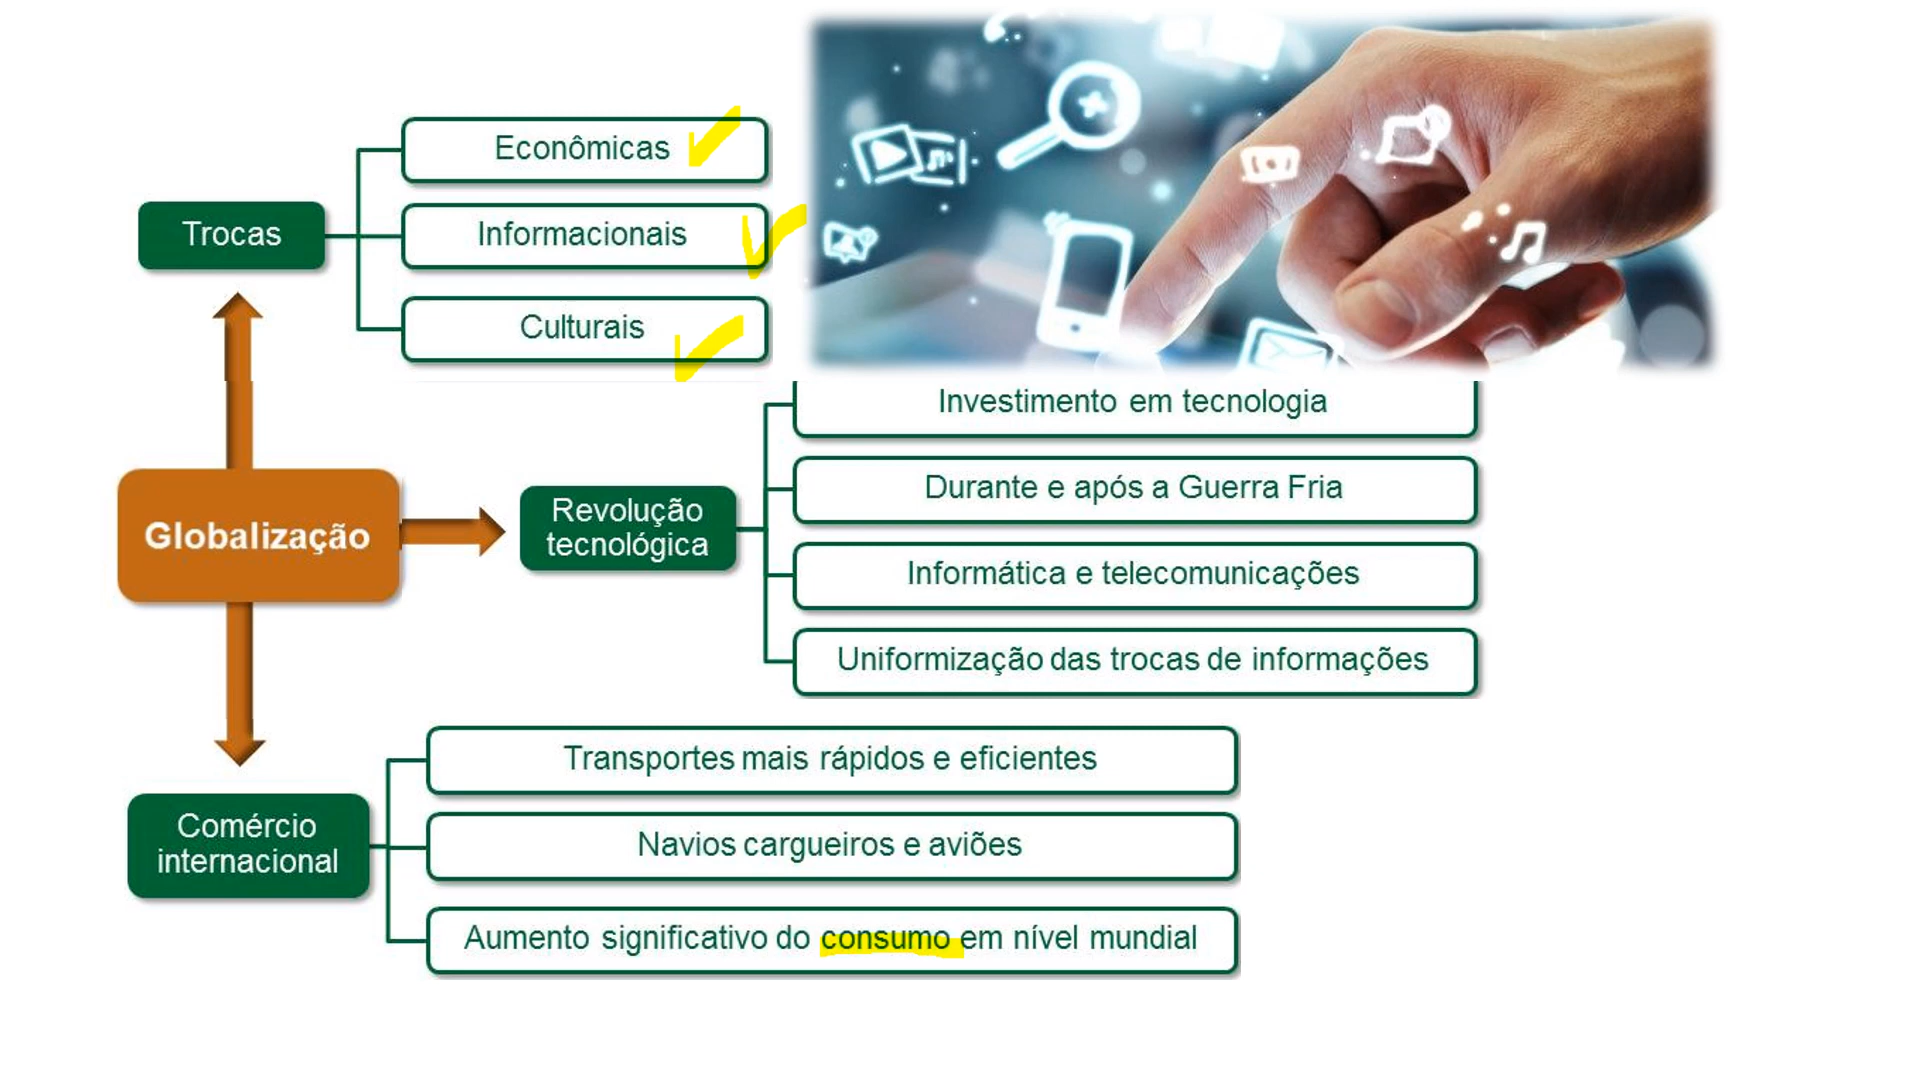 Econômicas
Trocas
Informacionais
Culturais
Investimento em tecnologia
Durante e após a Guerra Fria
Globalização
Revolução
tecnológica
Informática e telecomunicações
Uniformização das trocas de informações
Transportes mais rápidos e eficientes
Comércio
internacional
Navios cargueiros e aviões
Aumento significativo do consumo em nível mundial